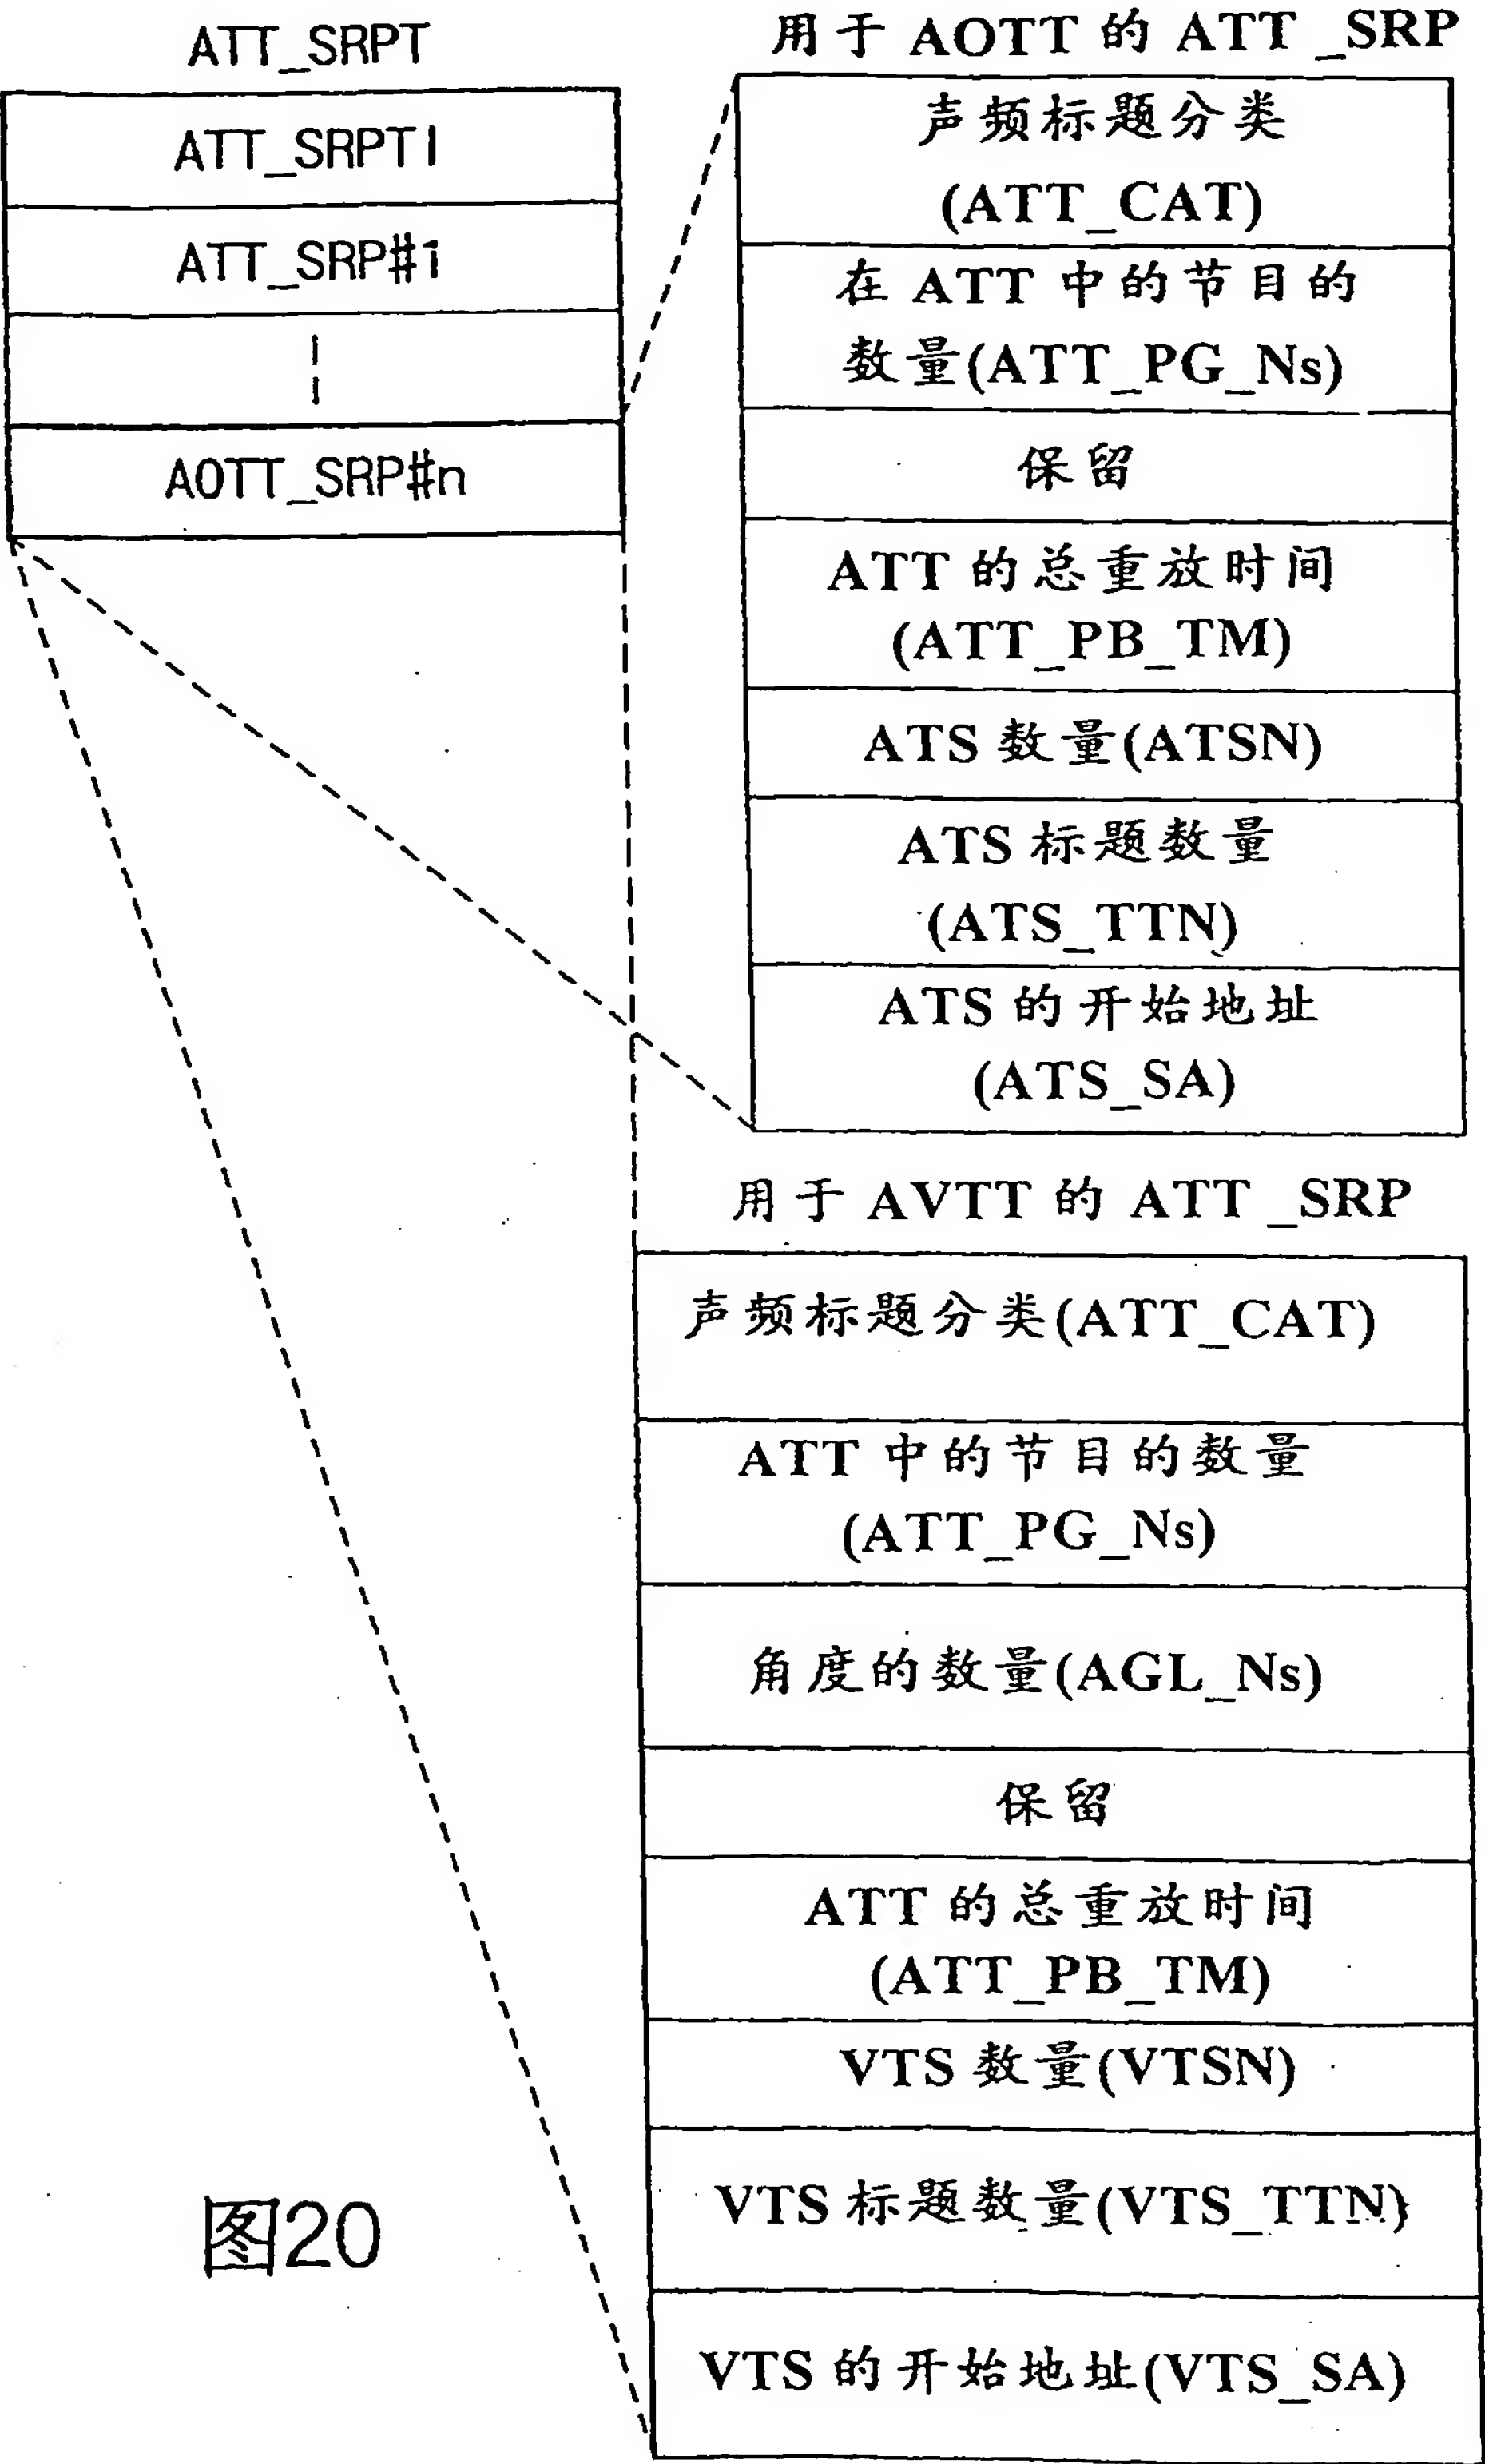 ATT_SRPT
ATT_SRPTI
ATT_SRP#1
AOTT_SRP#n
用于 AOTT 的 ATT _SRP
声频标题分类
(ATT_CAT)
在 ATT 中的节目的
数量(ATT_PG_Ns)
保留
ATT 的总重放时间
(ATT_PB_TM)
ATS 数量(ATSN)
ATS 标题数量
(ATS_TTN)
ATS 的开始地址
(ATS_SA)
用于 AVTT 的 ATT _SRP
声频标题分类(ATT_CAT)
ATT 中的节目的数量
(ATT_PG_Ns)
角度的数量(AGL_Ns)
保留
ATT 的总重放时间
(ATT_PB_TM)
VTS 数量(VTSN)
VTS 标题数量(VTS_TTN)
VTS 的开始地址(VTS_SA)
图20